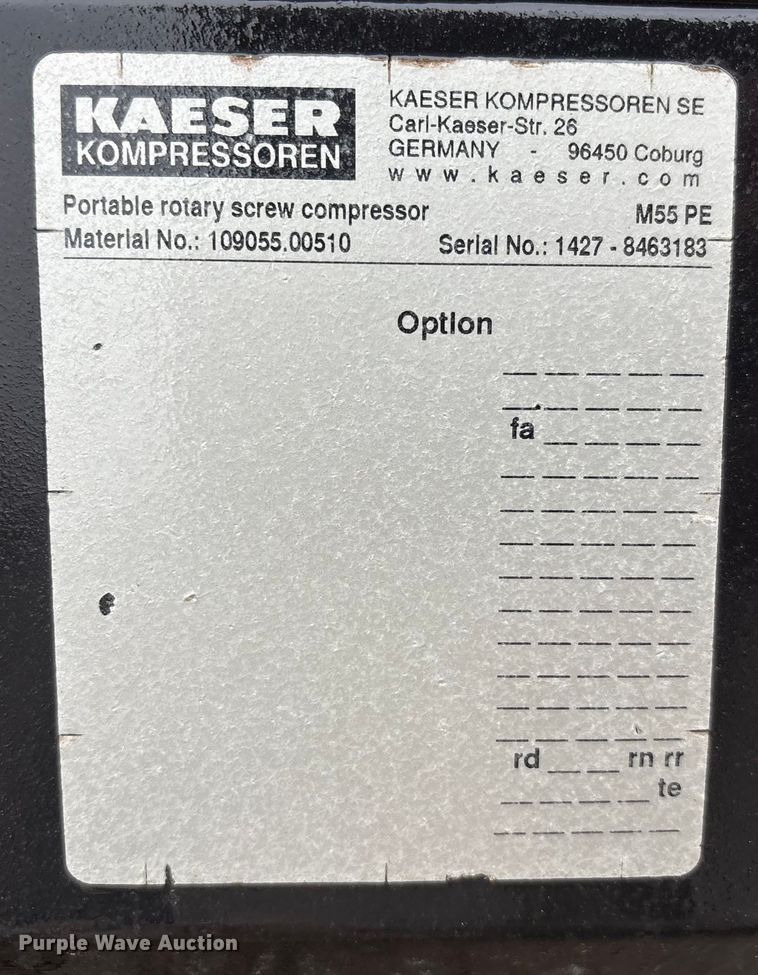 KAESER
KOMPRESSOREN
KAESER KOMPRESSOREN SE
Carl-Kaeser-Str. 26
GERMANY - 96450 Coburg
www.kaeser.com
Portable rotary screw compressor M55 PE
Material No.: 109055.00510 Serial No.: 1427 - 8463183
Option
_ _ _ _ _
_ _ _ _ _
fa _ _ _ _
_ _ _ _ _
_ _ _ _ _
_ _ _ _ _
_ _ _ _ _
_ _ _ _ _
_ _ _ _ _
_ _ _ _ _
_ _ _ _ _
_ _ _ _ _
rd _ _ rn rr
_ _ _ _ te
_ _ _ _ _
Purple Wave Auction